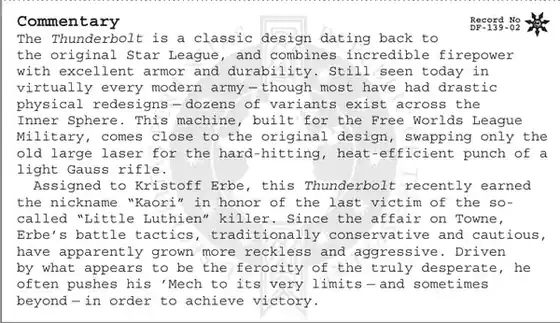 Commentary
Record No
DF-139-02
The Thunderbolt is a classic design dating back to
the original Star League, and combines incredible firepower
with excellent armor and durability. Still seen today in
virtually every modern army — though most have had drastic
physical redesigns — dozens of variants exist across the
Inner Sphere. This machine, built for the Free Worlds League
Military, comes close to the original design, swapping only the
old large laser for the hard-hitting, heat-efficient punch of a
light Gauss rifle.
Assigned to Kristoff Erbe, this Thunderbolt recently earned
the nickname “Kaori” in honor of the last victim of the so-
called “Little Luthien” killer. Since the affair on Towne,
Erbe’s battle tactics, traditionally conservative and cautious,
have apparently grown more reckless and aggressive. Driven
by what appears to be the ferocity of the truly desperate, he
often pushes his ’Mech to its very limits — and sometimes
beyond — in order to achieve victory.